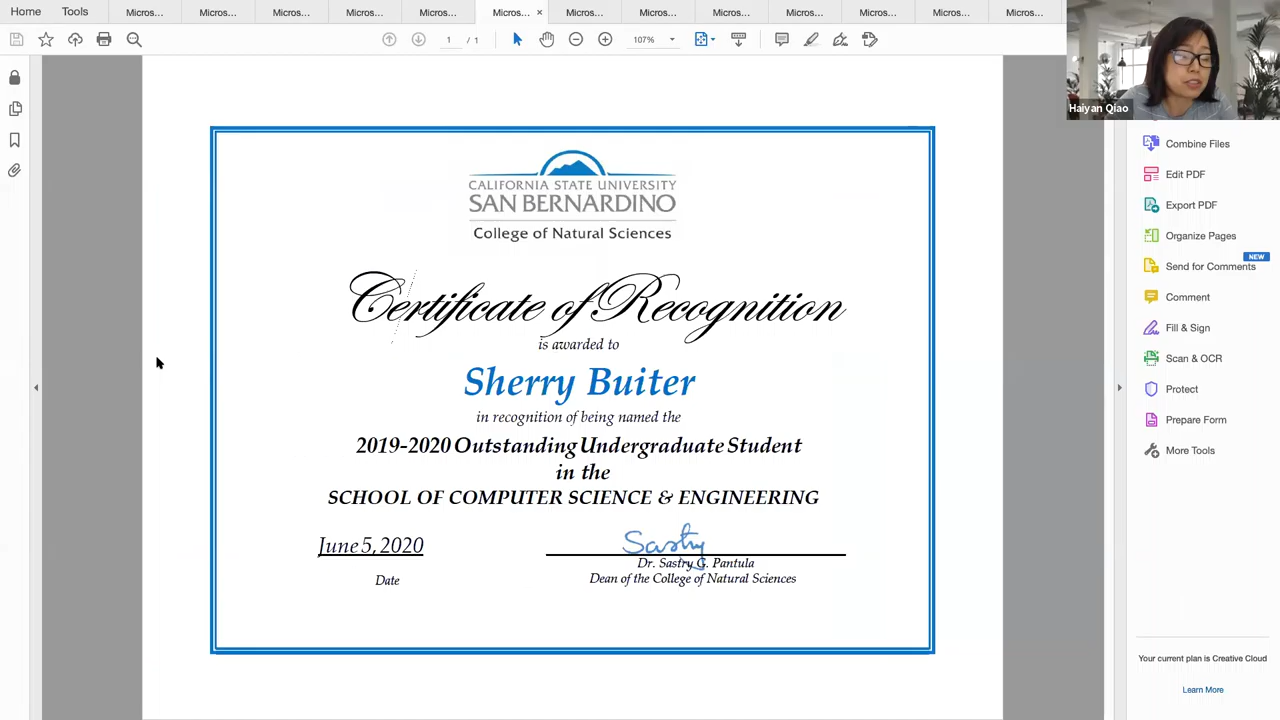 Home
Tools
Micros...
Micros...
Micros...
Micros...
Micros...
Micros...
Micros...
Micros...
Micros...
Micros...
Micros...
Micros...
Micros...
1 / 1
107%
Haiyan Qiao
CALIFORNIA STATE UNIVERSITY
SAN BERNARDINO
College of Natural Sciences
Certificate of Recognition
is awarded to
Sherry Buiter
in recognition of being named the
2019-2020 Outstanding Undergraduate Student
in the
SCHOOL OF COMPUTER SCIENCE & ENGINEERING
June 5, 2020
Date
Sastry
Dr. Sastry G. Pantula
Dean of the College of Natural Sciences
Combine Files
Edit PDF
Export PDF
Organize Pages
NEW
Send for Comments
Comment
Fill & Sign
Scan & OCR
Protect
Prepare Form
More Tools
Your current plan is Creative Cloud
Learn More